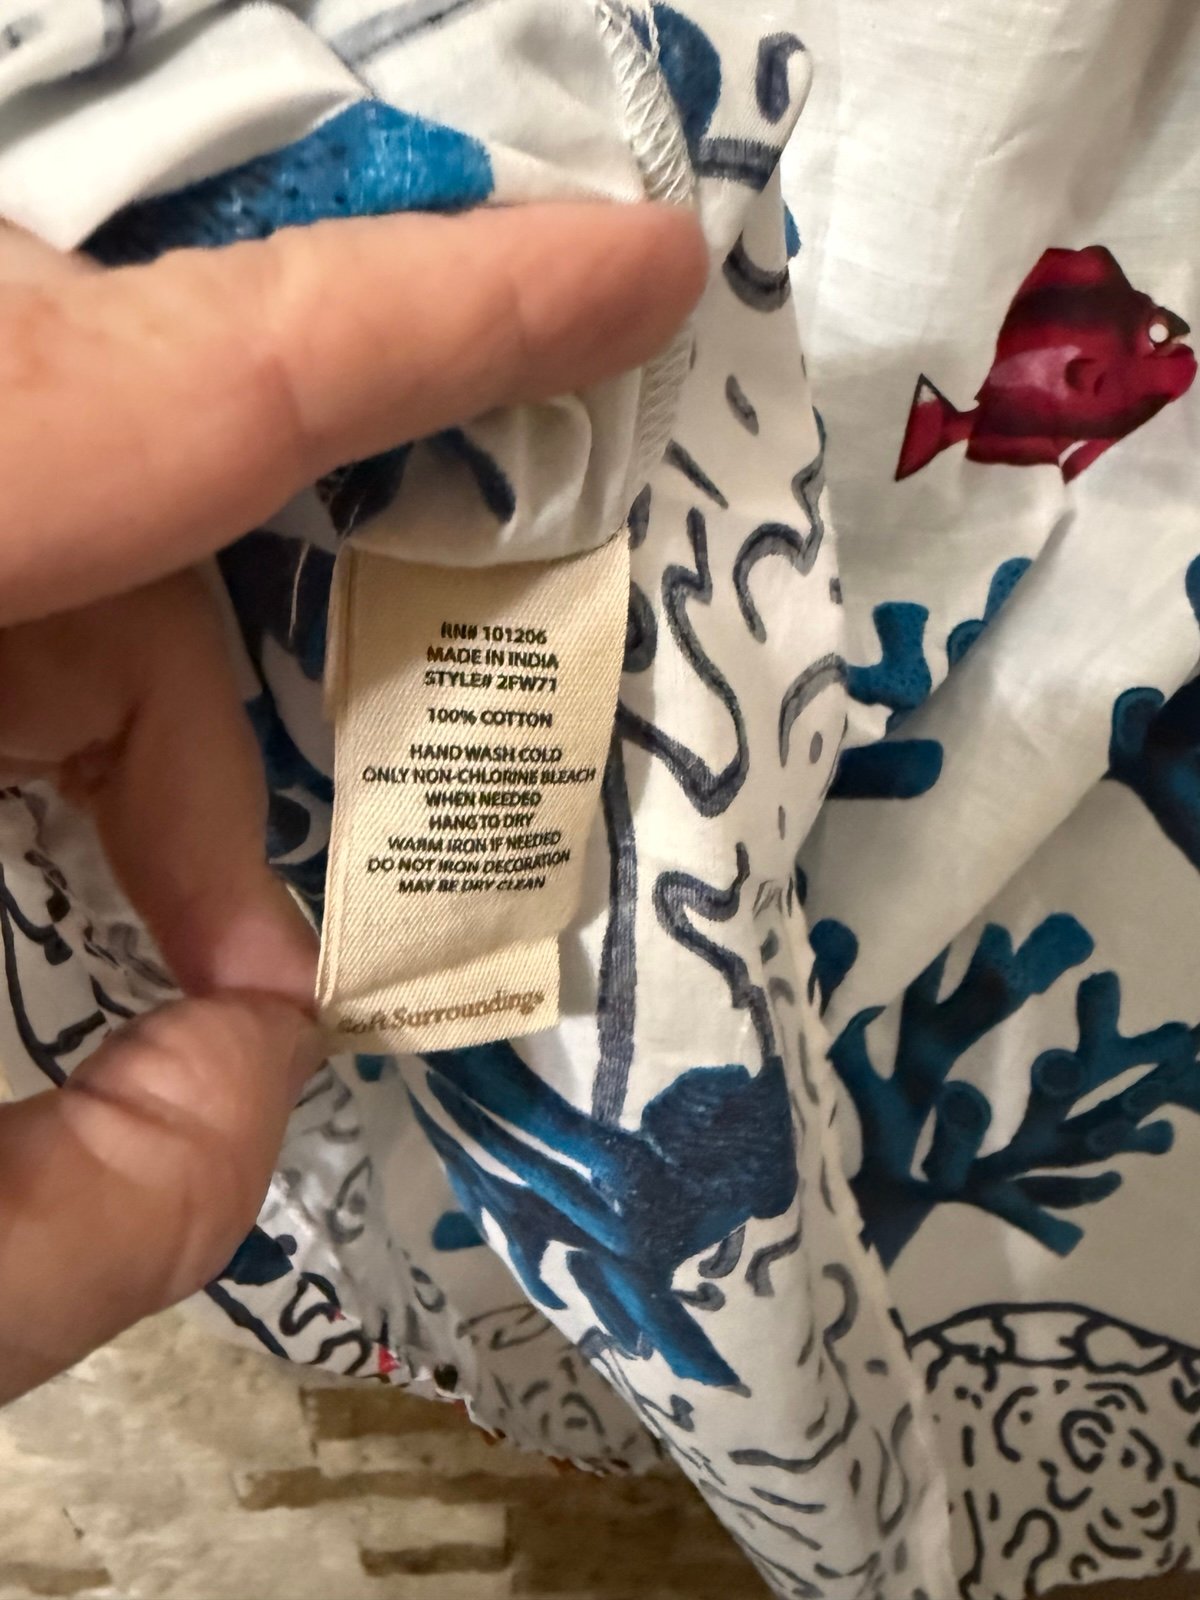 RN# 101206
MADE IN INDIA
STYLE# 2FW71
100% COTTON
HAND WASH COLD
ONLY NON-CHLORINE BLEACH
WHEN NEEDED
HANG TO DRY
WARM IRON IF NEEDED
DO NOT IRON DECORATION
MAY BE DRY CLEAN
Soft Surroundings